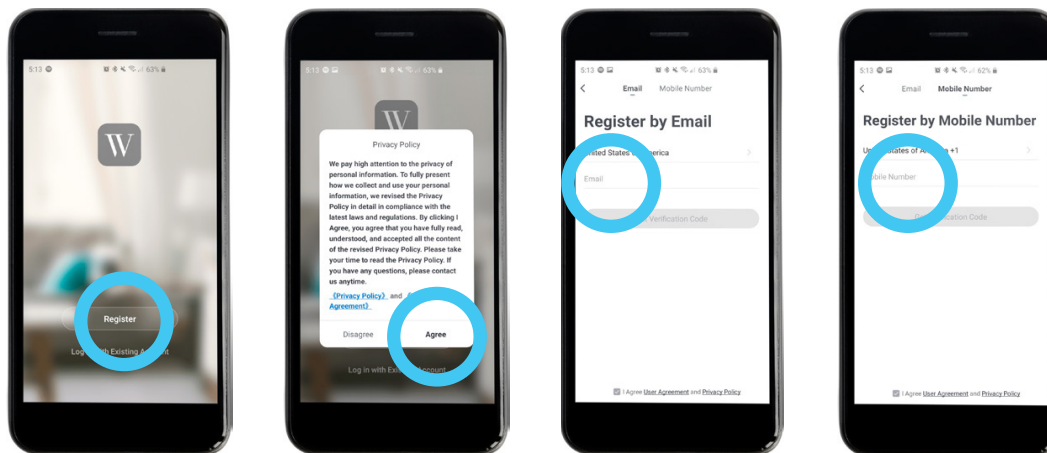 5:13
63%
W
Register
Log with Existing Account
5:13
63%
W
Privacy Policy
We pay high attention to the privacy of
personal information. To fully present
how we collect and use your personal
information, we revised the Privacy
Policy in detail in compliance with the
latest laws and regulations. By clicking I
Agree, you agree that you have fully read,
understood, and accepted all the content
of the revised Privacy Policy. Please take
your time to read the Privacy Policy. If
you have any questions, please contact
us anytime.
《Privacy Policy》 and
Agreement》
Disagree Agree
Log in with Existing Account
5:13
63%
Email Mobile Number
Register by Email
United States of America
Email
Verification Code
I Agree User Agreement and Privacy Policy
5:13
62%
Email Mobile Number
Register by Mobile Number
United States of America +1
Mobile Number
Verification Code
I Agree User Agreement and Privacy Policy